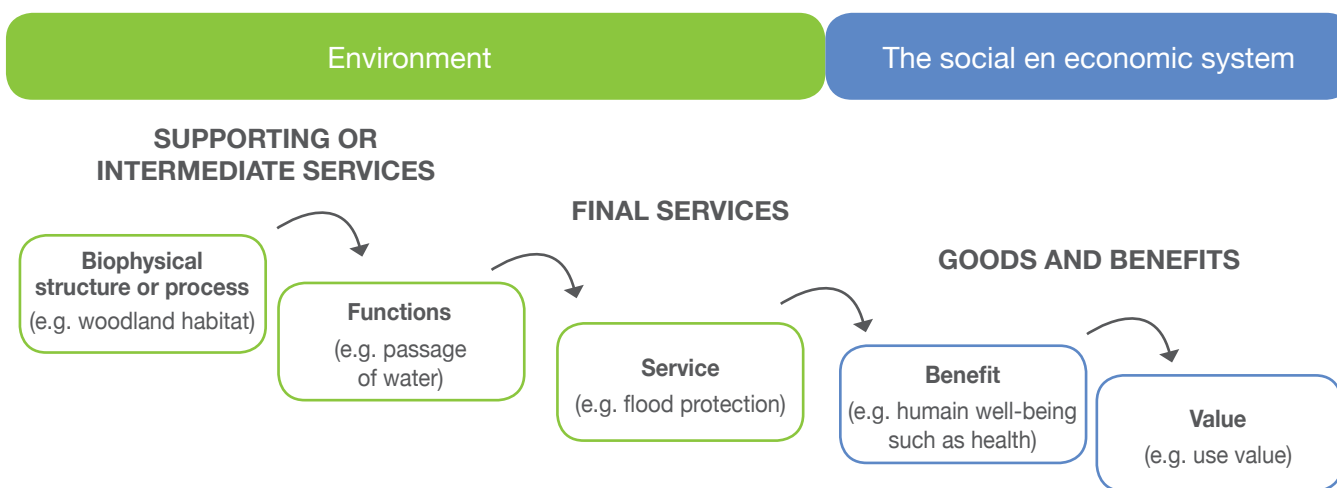 Environment
The social en economic system
SUPPORTING OR
INTERMEDIATE SERVICES
FINAL SERVICES
GOODS AND BENEFITS
Biophysical
structure or process
(e.g. woodland habitat)
Functions
(e.g. passage
of water)
Service
(e.g. flood protection)
Benefit
(e.g. humain well-being
such as health)
Value
(e.g. use value)